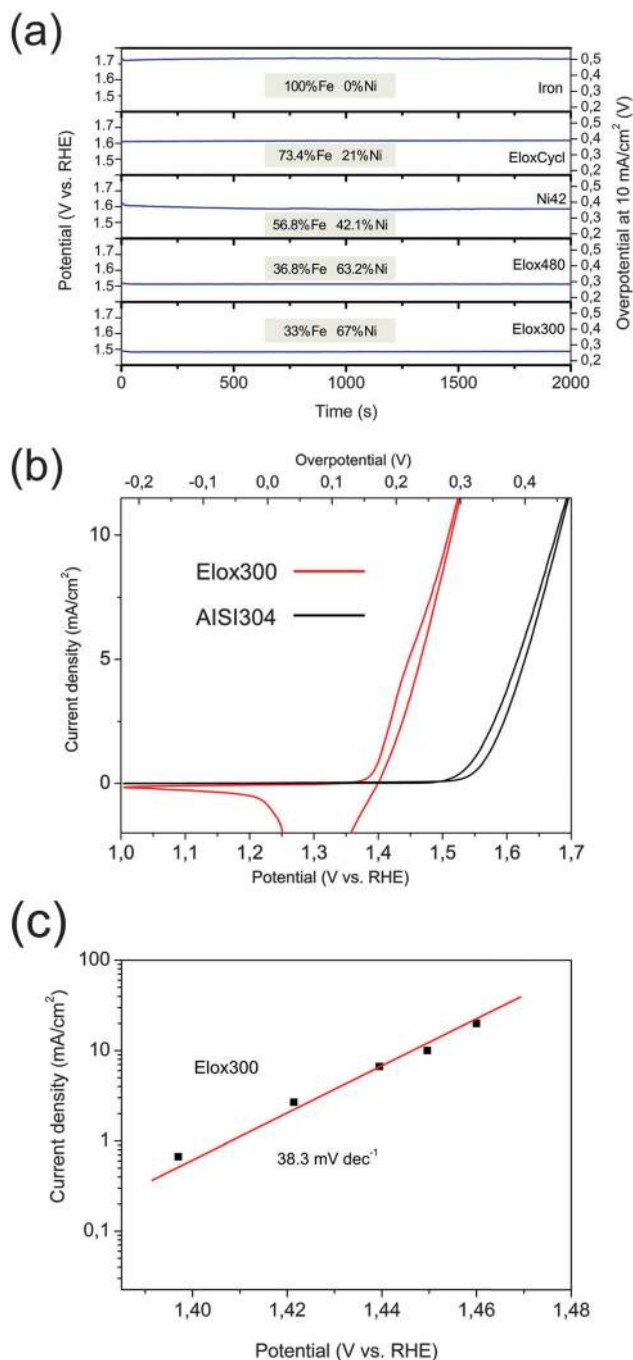 (a)
1.7
1.6
1.5
100%Fe 0%Ni
Iron
0,5
0,4
0,3
0,2
1.7
1.6
1.5
73.4%Fe 21%Ni
EloxCycl
0,5
0,4
0,3
0,2
1.7
1.6
1.5
56.8%Fe 42.1%Ni
Ni42
0,5
0,4
0,3
0,2
1.7
1.6
1.5
36.8%Fe 63.2%Ni
Elox480
0,5
0,4
0,3
0,2
1.7
1.6
1.5
33%Fe 67%Ni
Elox300
0,5
0,4
0,3
0,2
Potential (V vs. RHE)
Overpotential at 10 mA/cm² (V)
0 500 1000 1500 2000
Time (s)
(b)
Overpotential (V)
-0,2 -0,1 0,0 0,1 0,2 0,3 0,4
10
5
0
Current density (mA/cm²)
Elox300
AISI304
1,0 1,1 1,2 1,3 1,4 1,5 1,6 1,7
Potential (V vs. RHE)
(c)
100
10
1
0,1
Current density (mA/cm²)
Elox300
38.3 mV dec⁻¹
1,40 1,42 1,44 1,46 1,48
Potential (V vs. RHE)